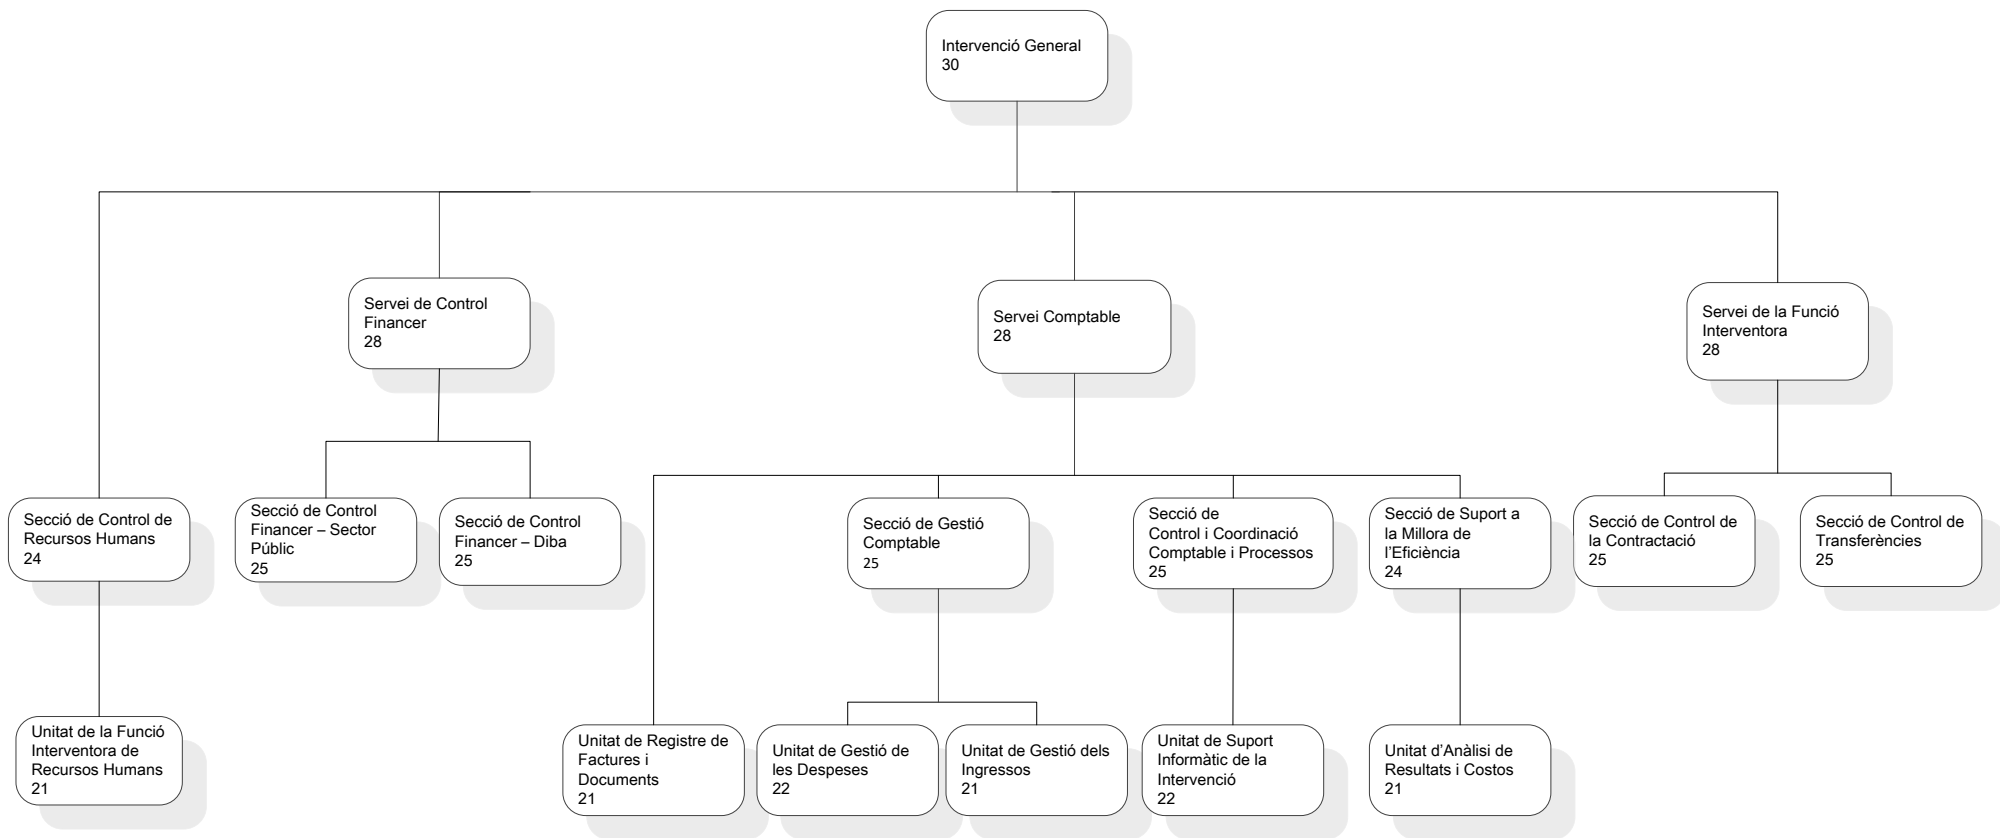 Intervenció General
30
Servei de Control
Financer
28
Servei Comptable
28
Servei de la Funció
Interventora
28
Secció de Control de
Recursos Humans
24
Secció de Control
Financer – Sector
Públic
25
Secció de Control
Financer – Diba
25
Secció de Gestió
Comptable
25
Secció de
Control i Coordinació
Comptable i Processos
25
Secció de Suport a
la Millora de
l’Eficiència
24
Secció de Control de
la Contractació
25
Secció de Control de
Transferències
25
Unitat de la Funció
Interventora de
Recursos Humans
21
Unitat de Registre de
Factures i
Documents
21
Unitat de Gestió de
les Despeses
22
Unitat de Gestió dels
Ingressos
21
Unitat de Suport
Informàtic de la
Intervenció
22
Unitat d’Anàlisi de
Resultats i Costos
21